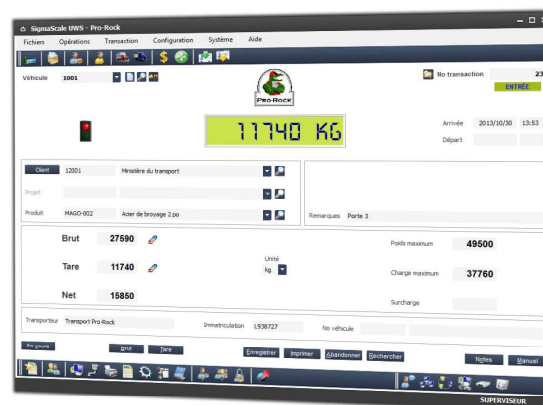 SigmaScale UWS - Pro-Rock
Fichiers Opérations Transaction Configuration Système Aide
Véhicule 1001 No transaction 23
ENTRÉE
PRO-ROCK
11740 KG
Arrivée 2013/10/30 13:53
Départ
Client 12001 Ministère du transport
Projet
Produit MAGO-002 Acier de broyage 2 po Remarques Porte 3
Brut 27590 Poids maximum 49500
Unité
Tare 11740 kg Charge maximum 37760
Net 15850 Surcharge
Transporteur Transport Pro-Rock Immatriculation L938727 No véhicule
En cours Brut Tare Enregistrer Imprimer Abandonner Rechercher Notes Manuel
SUPERVISEUR